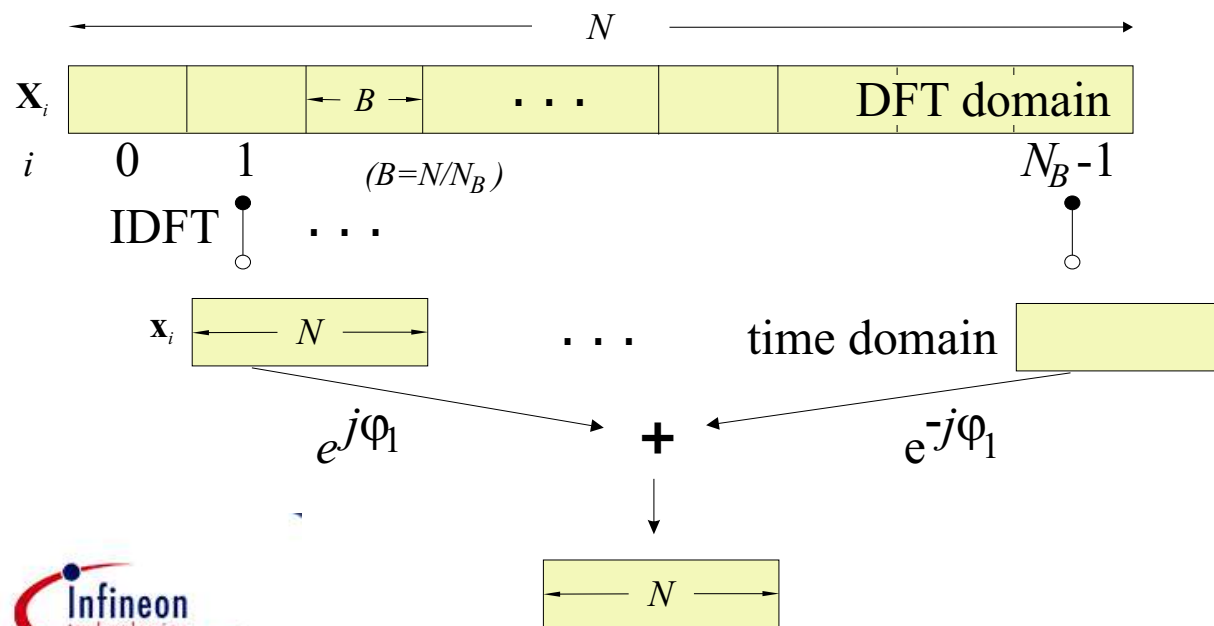 N
X_i B . . . DFT domain
i 0 1 (B=N/N_B) N_B-1
IDFT . . .
x_i N . . . time domain
e^{jφ_1} + e^{-jφ_1}
N
Infineon